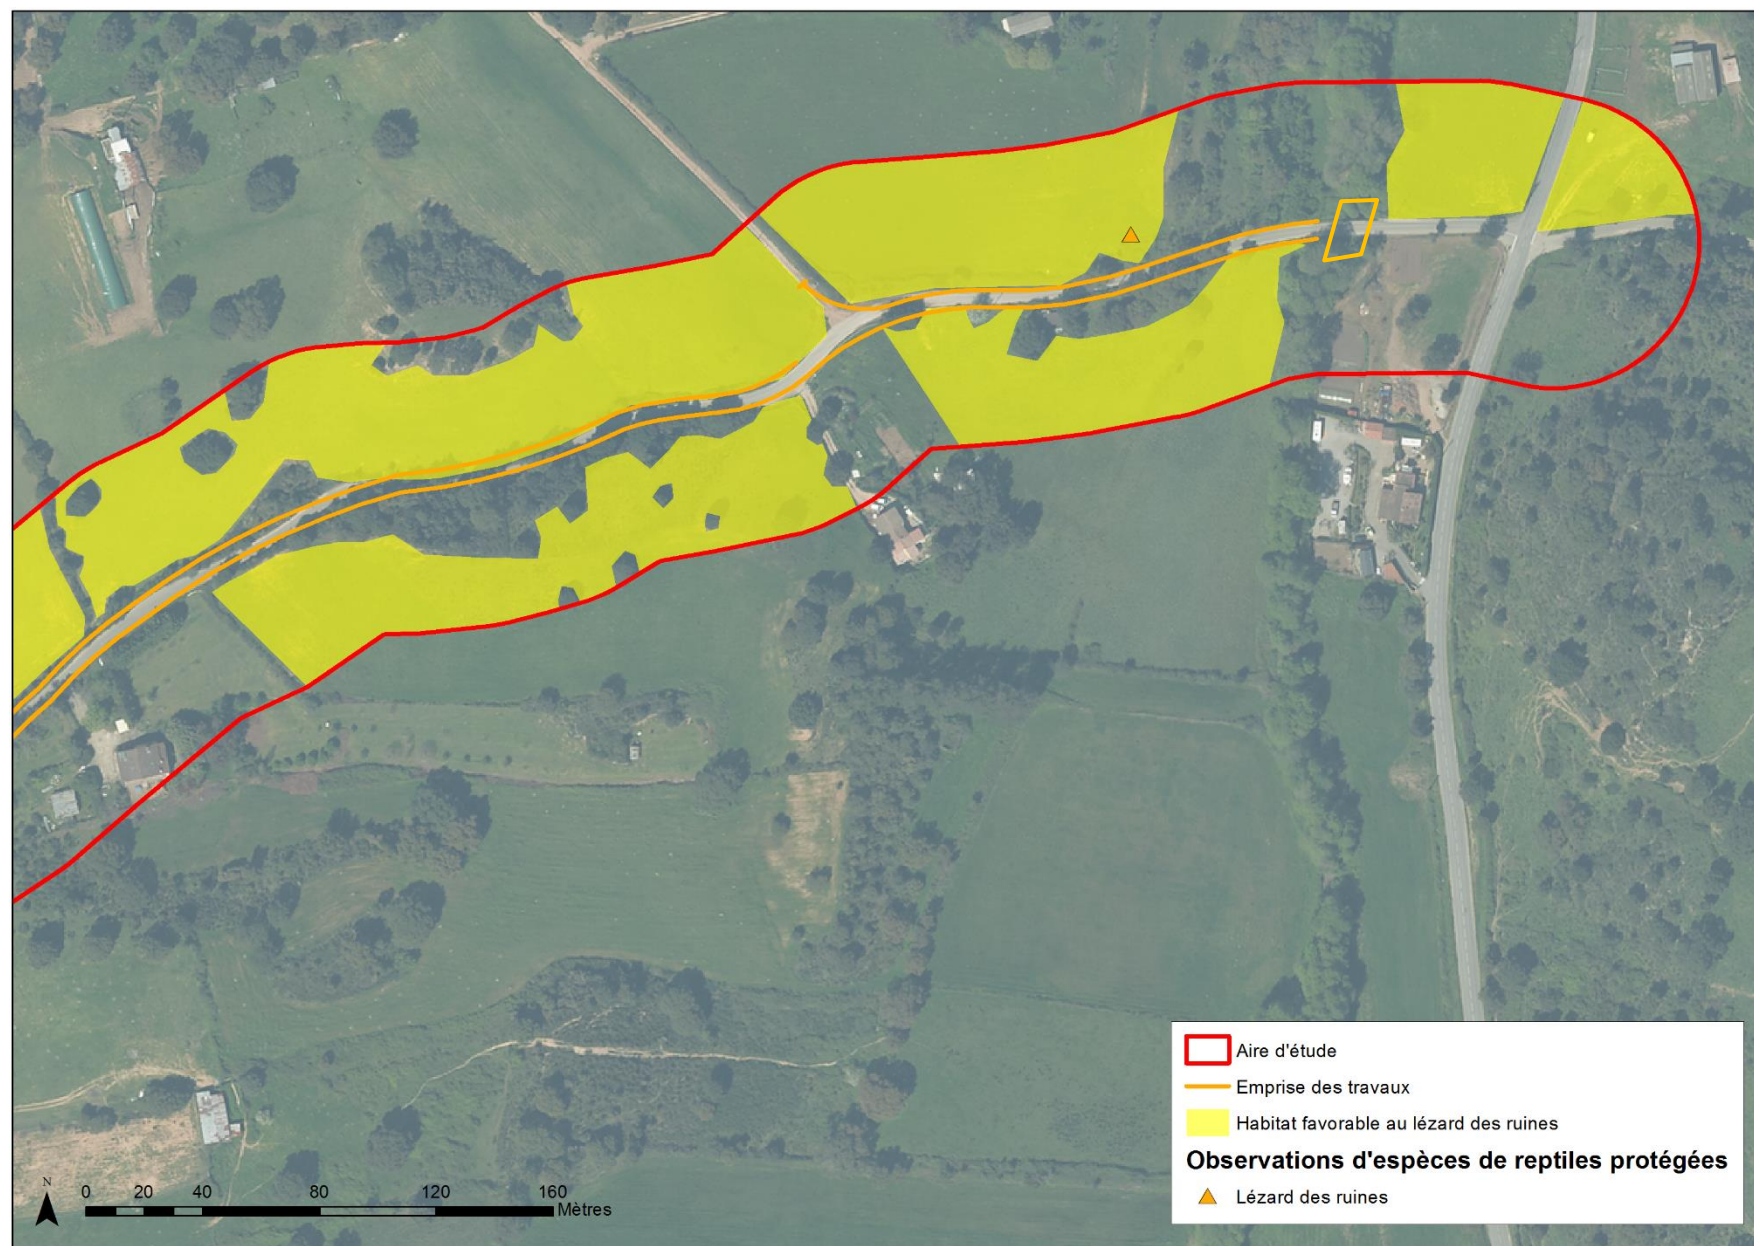 Aire d'étude
Emprise des travaux
Habitat favorable au lézard des ruines
Observations d'espèces de reptiles protégées
Lézard des ruines
N
0 20 40 80 120 160
Mètres